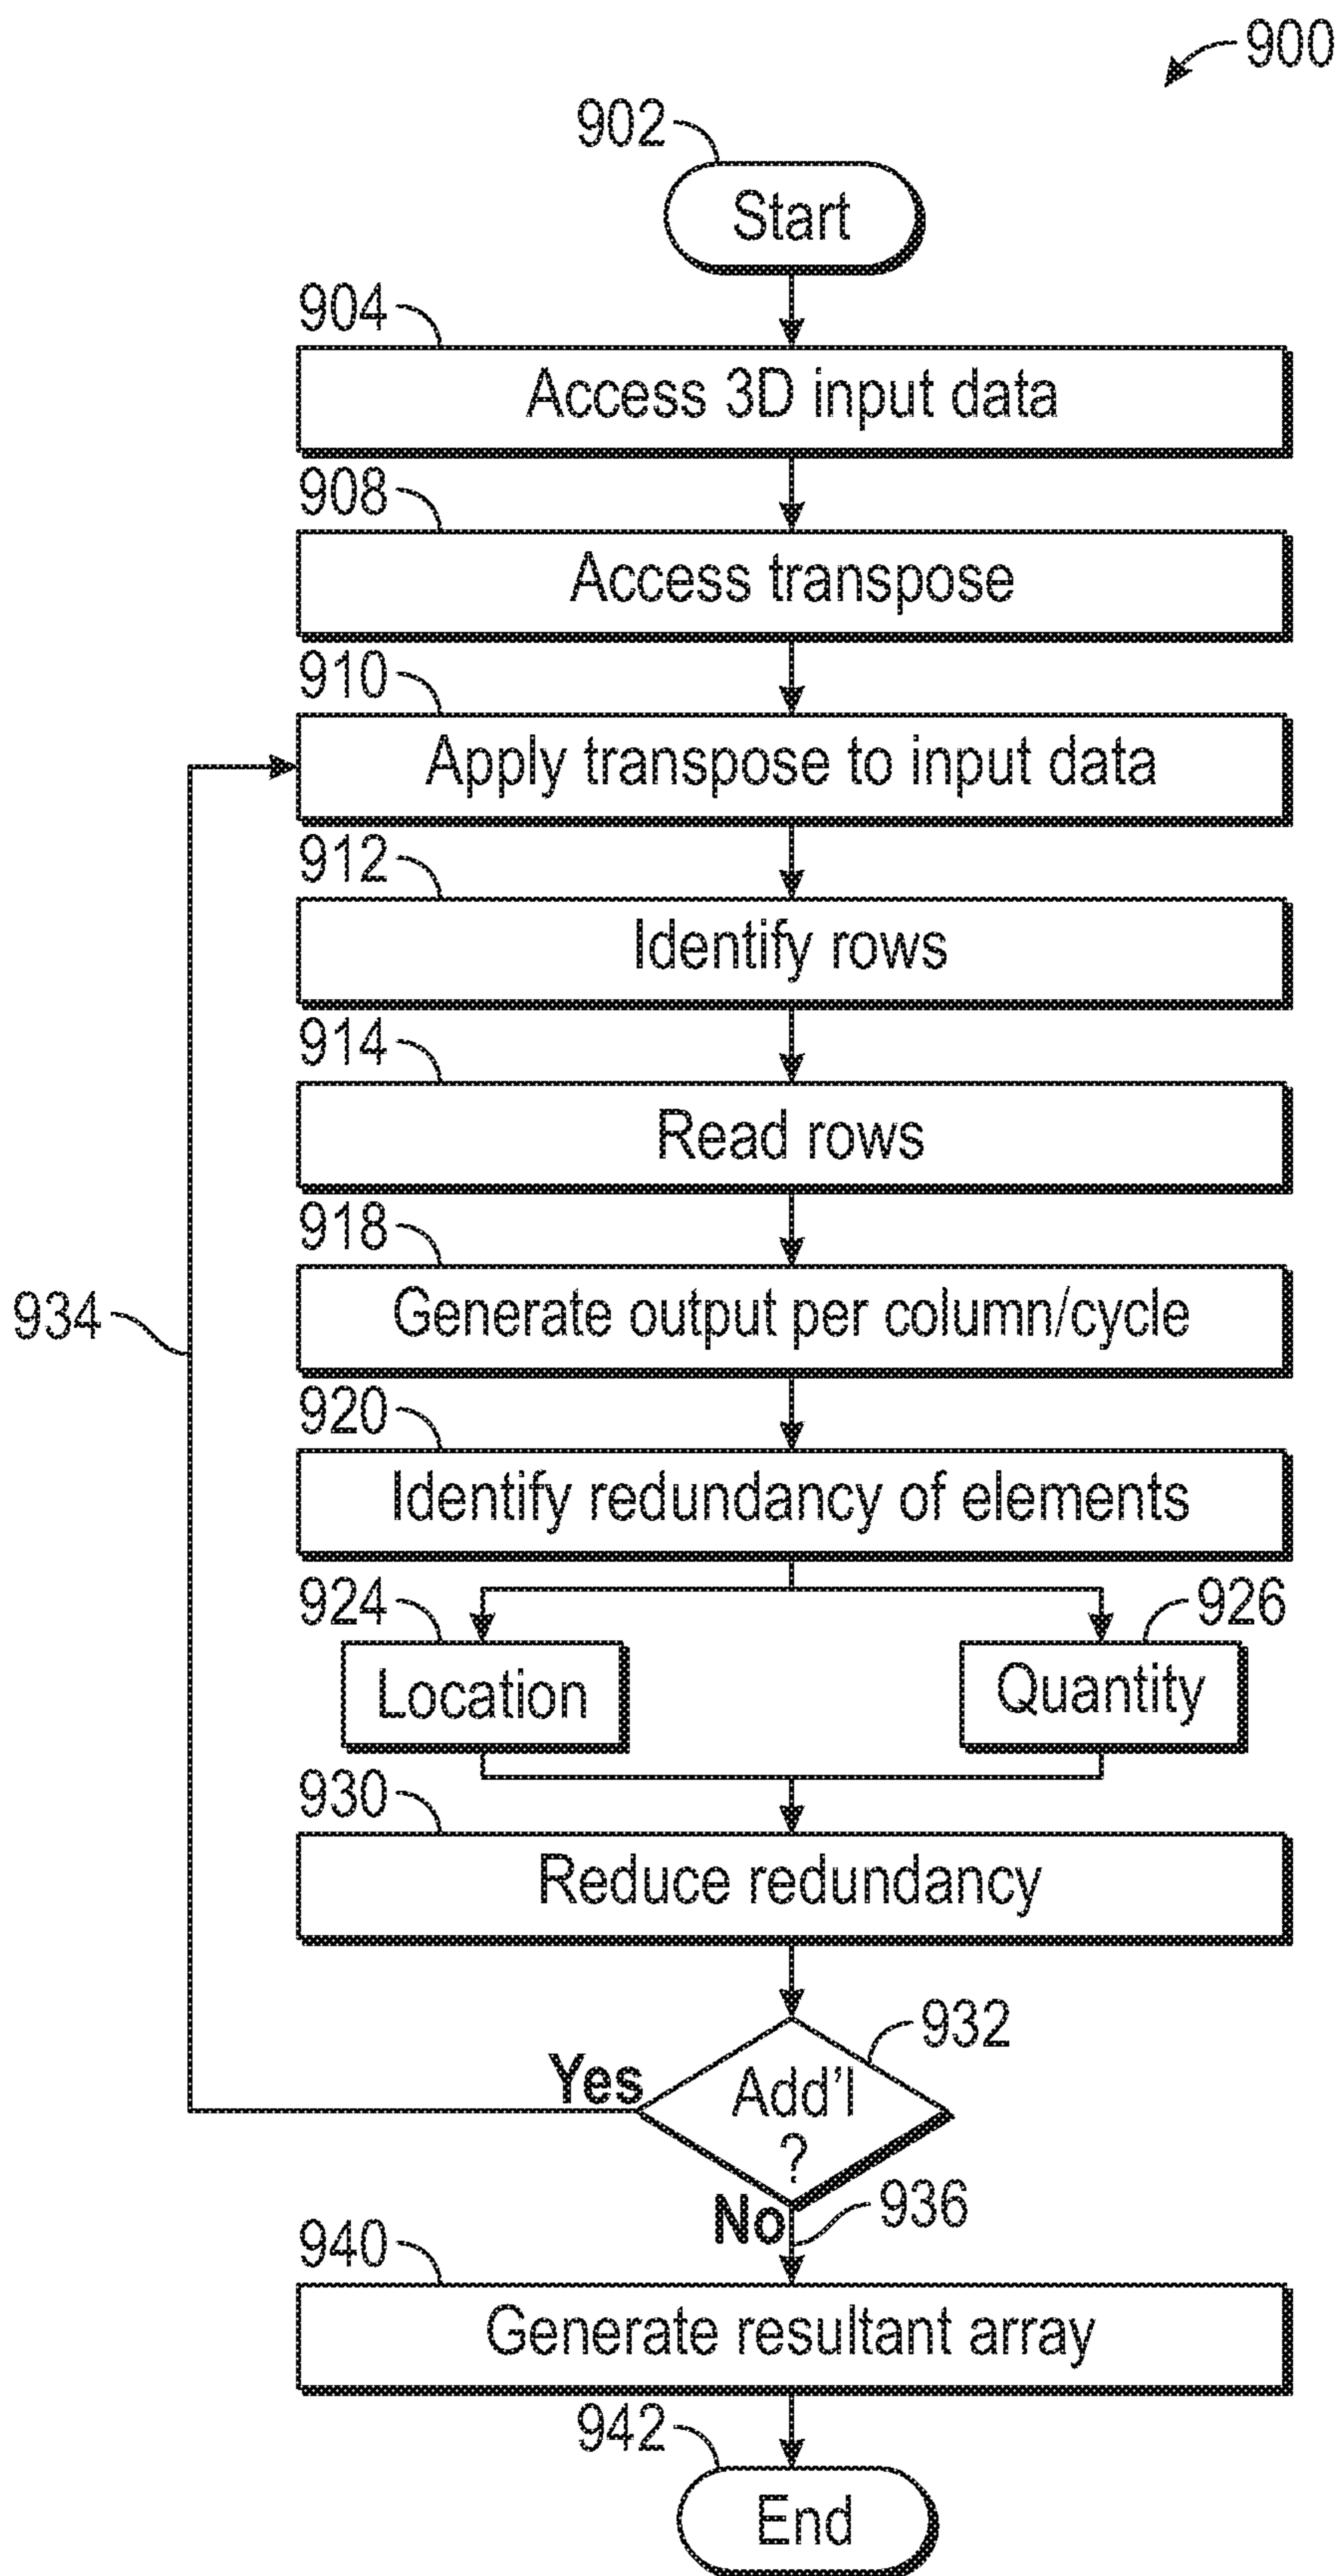 900
902
Start
904
Access 3D input data
908
Access transpose
910
Apply transpose to input data
912
Identify rows
914
Read rows
918
Generate output per column/cycle
934
920
Identify redundancy of elements
924
926
Location
Quantity
930
Reduce redundancy
932
Yes
Add'l
?
No
936
940
Generate resultant array
942
End